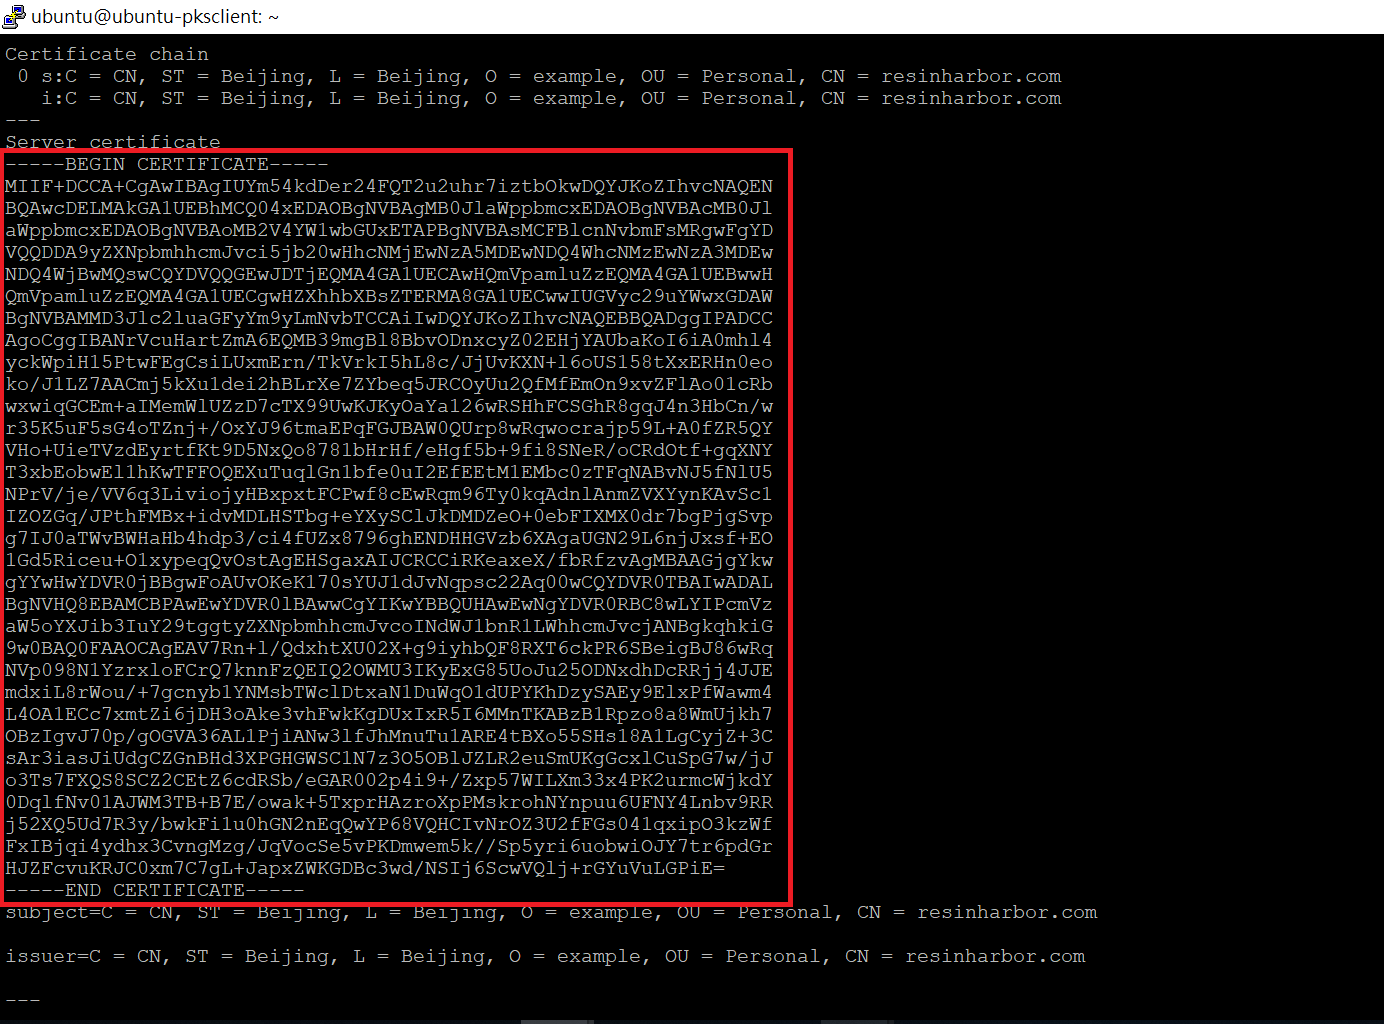 ubuntu@ubuntu-pksclient: ~
Certificate chain
 0 s:C = CN, ST = Beijing, L = Beijing, O = example, OU = Personal, CN = resinharbor.com
   i:C = CN, ST = Beijing, L = Beijing, O = example, OU = Personal, CN = resinharbor.com
---
Server certificate
-----BEGIN CERTIFICATE-----
MIIF+DCCA+CgAwIBAgIUYm54kdDer24FQT2u2uhr7iztbOkwDQYJKoZIhvcNAQEN
BQAwcDELMAkGA1UEBhMCQ04xEDAOBgNVBAgMB0JlaWppbmcxEDAOBgNVBAcMB0Jl
aWppbmcxEDAOBgNVBAoMB2V4YW1wbGUxETAPBgNVBAsMCFBlcnNvbmFsMRgwFgYD
VQQDDA9yZXNpbmhhcmJvci5jb20wHhcNMjEwNzA5MDEwNDQ4WhcNMzEwNzA3MDEw
NDQ4WjBwMQswCQYDVQQGEwJDTjEQMA4GA1UECAwHQmVpamluZzEQMA4GA1UEBwwH
QmVpamluZzEQMA4GA1UECgwHZXhhbXBsZTERMA8GA1UECwwIUGVyc29uYWwxGDAW
BgNVBAMMD3Jlc2luaGFyYm9yLmNvbTCCAiIwDQYJKoZIhvcNAQEBBQADggIPADCC
AgoCggIBANrVcuHartZmA6EQMB39mgBl8BbvODnxcyZ02EHjYAUbaKoI6iA0mhl4
yckWpiH15PtwFEgCsiLUxmErn/TkVrkI5hL8c/JjUvKXN+l6oUS158tXxERHn0eo
ko/J1LZ7AACmj5kXu1dei2hBLrXe7ZYbeq5JRCOyUu2QfMfEmOn9xvZFlAo01cRb
wxwiqGCEm+aIMemWlUZzD7cTX99UwKJKyOaYa126wRSHhFCSGhR8gqJ4n3HbCn/w
r35K5uF5sG4oTZnj+/OxYJ96tmaEPqFGJBAW0QUrp8wRqwocrajp59L+A0fZR5QY
VHo+UieTVzdEyrtfKt9D5NxQo878lbHrHf/eHgf5b+9fi8SNeR/oCRdOtf+gqXNY
T3xbEobwEl1hKwTFFOQEXuTuqlGn1bfe0uI2EfEEtM1EMbc0zTFqNABvNJ5fNlU5
NPrV/je/VV6q3LiviojyHBxpxtFCPwf8cEwRqm96Ty0kqAdnlAnmZVXYynKAvSc1
IZOZGq/JPthFMBx+idvMDLHSTbg+eYXySClJkDMDZeO+0ebFIXMX0dr7bgPjgSvp
g7IJ0aTWvBWHaHb4hdp3/ci4fUZx8796ghENDHHGVzb6XAgaUGN29L6njJxsf+EO
1Gd5Riceu+O1xypeqQvOstAgEHSgaxAIJCRCCiRKeaxeX/fbRfzvAgMBAAGjgYkw
gYYwHwYDVR0jBBgwFoAUvOKeK170sYUJ1dJvNqpsc22Aq00wCQYDVR0TBAIwADAL
BgNVHQ8EBAMCBPAwEwYDVR0lBAwwCgYIKwYBBQUHAwEwNgYDVR0RBC8wLYIPcmVz
aW5oYXJib3IuY29tggtyZXNpbmhhcmJvcoINdWJ1bnR1LWhhcmJvcjANBgkqhkiG
9w0BAQ0FAAOCAgEAV7Rn+l/QdxhtXU02X+g9iyhbQF8RXT6ckPR6SBeigBJ86wRq
NVp098N1YzrxloFCrQ7knnFzQEIQ2OWMU3IKyExG85UoJu25ODNxdhDcRRjj4JJE
mdxiL8rWou/+7gcnyb1YNMsbTWclDtxaN1DuWqO1dUPYKhDzySAEy9ElxPfWawm4
L4OA1ECc7xmtZi6jDH3oAke3vhFwkKgDUxIxR5I6MMnTKABzB1Rpzo8a8WmUjkh7
OBzIgvJ70p/gOGVA36AL1PjiANw3lfJhMnuTu1ARE4tBXo55SHs18A1LgCyjZ+3C
sAr3iasJiUdgCZGnBHd3XPGHGWSC1N7z3O5OBlJZLR2euSmUKgGcxlCuSpG7w/jJ
o3Ts7FXQS8SCZ2CEtZ6cdRSb/eGAR002p4i9+/Zxp57WILXm33x4PK2urmcWjkdY
0DqlfNv01AJWM3TB+B7E/owak+5TxprHAzroXpPMskrohNYnpuu6UFNY4Lnbv9RR
j52XQ5Ud7R3y/bwkFi1u0hGN2nEqQwYP68VQHCIvNrOZ3U2fFGs041qxipO3kzWf
FxIBjqi4ydhx3CvngMzg/JqVocSe5vPKDmwem5k//Sp5yri6uobwiOJY7tr6pdGr
HJZFcvuKRJC0xm7C7gL+JapxZWKGDBc3wd/NSIj6ScwVQlj+rGYuVuLGPiE=
-----END CERTIFICATE-----
subject=C = CN, ST = Beijing, L = Beijing, O = example, OU = Personal, CN = resinharbor.com
issuer=C = CN, ST = Beijing, L = Beijing, O = example, OU = Personal, CN = resinharbor.com
---